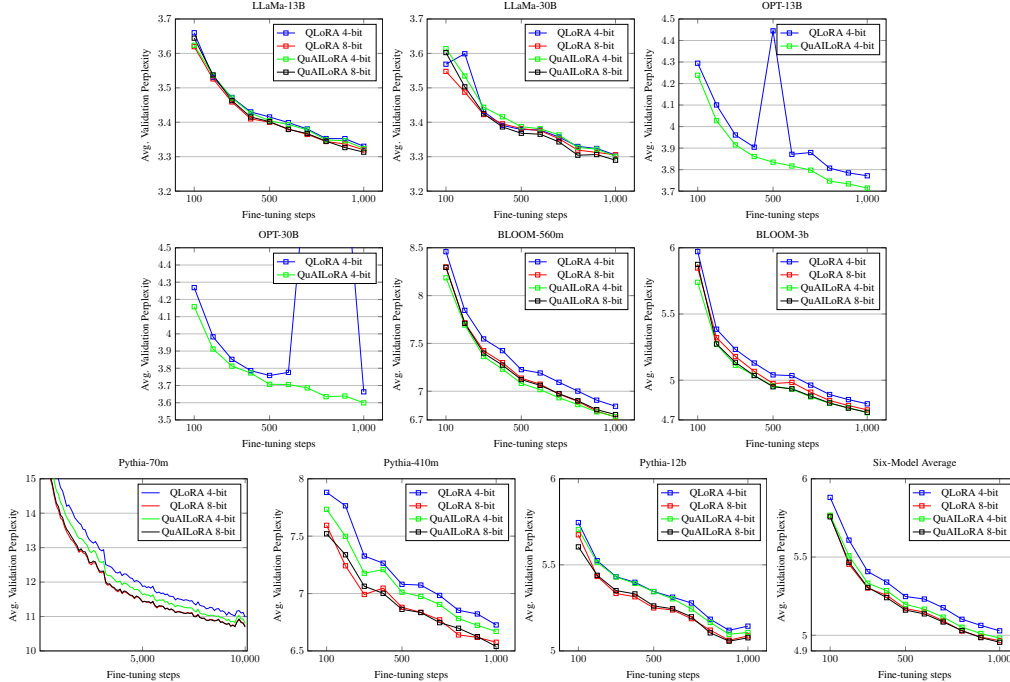 LLaMa-13B
Avg. Validation Perplexity
3.7
3.6
3.5
3.4
3.3
3.2
100
500
1,000
Fine-tuning steps
QLoRA 4-bit
QLoRA 8-bit
QuAILoRA 4-bit
QuAILoRA 8-bit
LLaMa-30B
Avg. Validation Perplexity
3.7
3.6
3.5
3.4
3.3
3.2
100
500
1,000
Fine-tuning steps
QLoRA 4-bit
QLoRA 8-bit
QuAILoRA 4-bit
QuAILoRA 8-bit
OPT-13B
Avg. Validation Perplexity
4.5
4.4
4.3
4.2
4.1
4
3.9
3.8
3.7
100
500
1,000
Fine-tuning steps
QLoRA 4-bit
QuAILoRA 4-bit
OPT-30B
Avg. Validation Perplexity
4.5
4.4
4.3
4.2
4.1
4
3.9
3.8
3.7
3.6
3.5
100
500
1,000
Fine-tuning steps
QLoRA 4-bit
QuAILoRA 4-bit
BLOOM-560m
Avg. Validation Perplexity
8.5
8
7.5
7
6.7
100
500
1,000
Fine-tuning steps
QLoRA 4-bit
QLoRA 8-bit
QuAILoRA 4-bit
QuAILoRA 8-bit
BLOOM-3b
Avg. Validation Perplexity
6
5.5
5
4.7
100
500
1,000
Fine-tuning steps
QLoRA 4-bit
QLoRA 8-bit
QuAILoRA 4-bit
QuAILoRA 8-bit
Pythia-70m
Avg. Validation Perplexity
15
14
13
12
11
10
5,000
10,000
Fine-tuning steps
QLoRA 4-bit
QLoRA 8-bit
QuAILoRA 4-bit
QuAILoRA 8-bit
Pythia-410m
Avg. Validation Perplexity
8
7.5
7
6.5
100
500
1,000
Fine-tuning steps
QLoRA 4-bit
QLoRA 8-bit
QuAILoRA 4-bit
QuAILoRA 8-bit
Pythia-12b
Avg. Validation Perplexity
6
5.5
5
100
500
1,000
Fine-tuning steps
QLoRA 4-bit
QLoRA 8-bit
QuAILoRA 4-bit
QuAILoRA 8-bit
Six-Model Average
Avg. Validation Perplexity
6
5.5
5
4.9
100
500
1,000
Fine-tuning steps
QLoRA 4-bit
QLoRA 8-bit
QuAILoRA 4-bit
QuAILoRA 8-bit